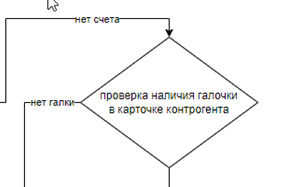 нет счета
проверка наличия галочки
в карточке контрогента
нет галки